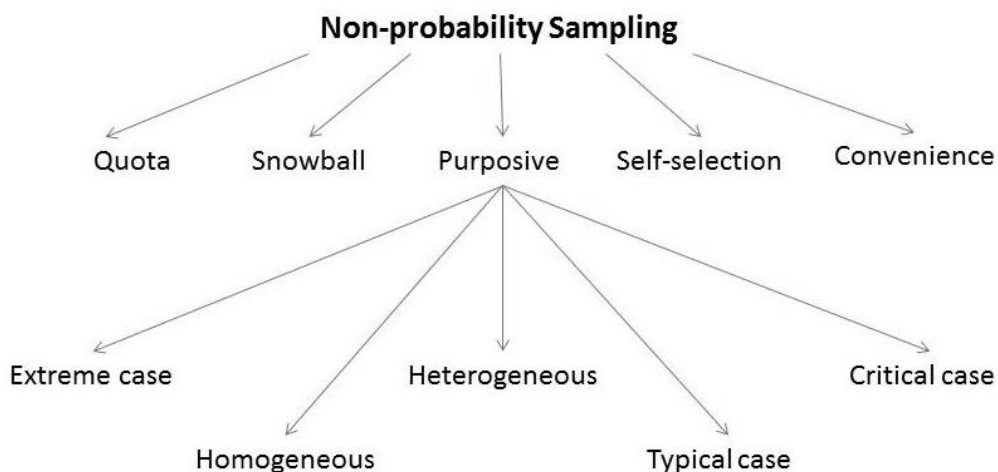 Non-probability Sampling
Quota
Snowball
Purposive
Self-selection
Convenience
Extreme case
Heterogeneous
Critical case
Homogeneous
Typical case